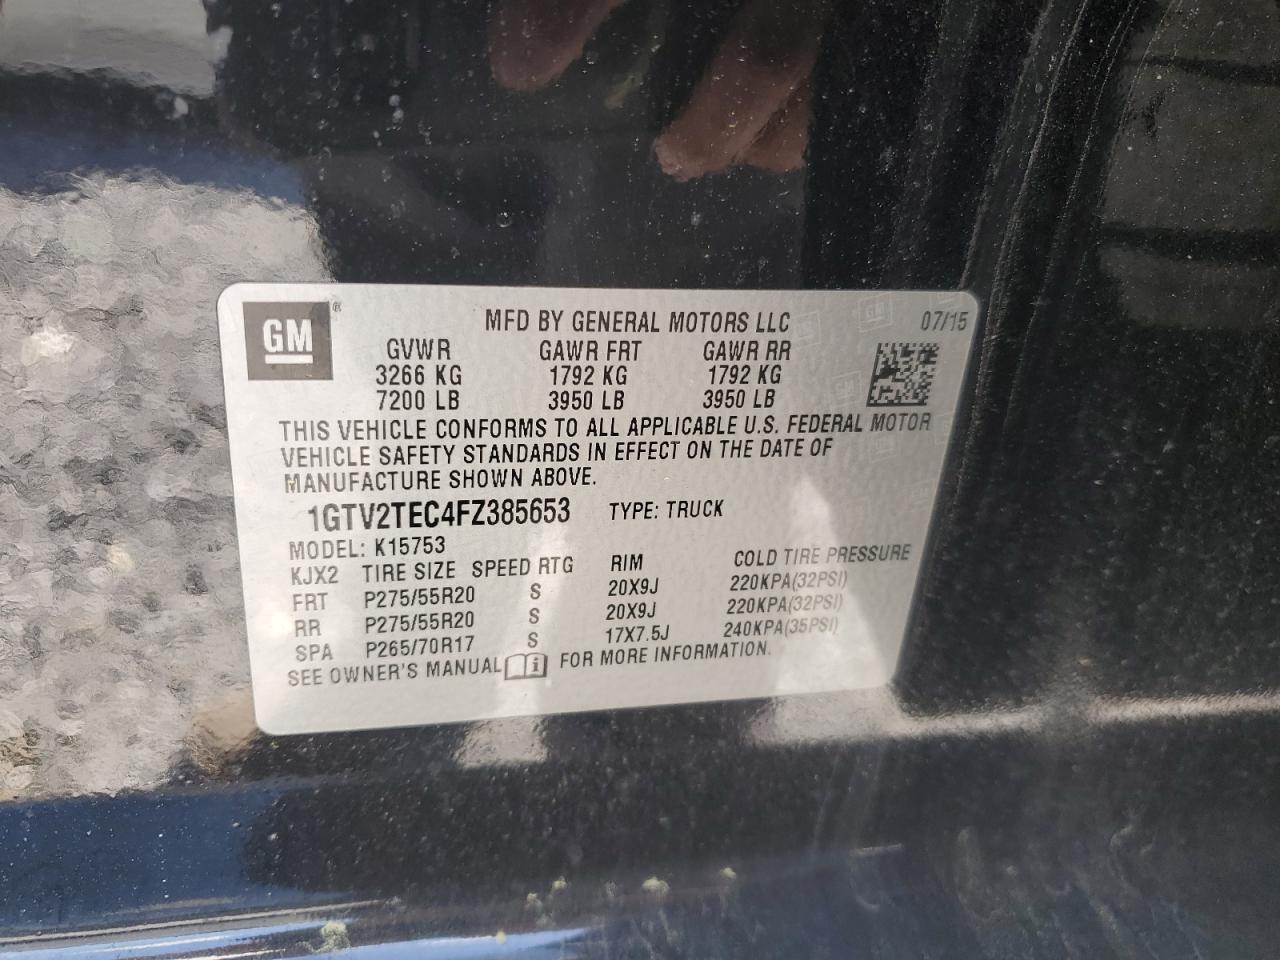 GM ®
MFD BY GENERAL MOTORS LLC 07/15
GVWR GAWR FRT GAWR RR
3266 KG 1792 KG 1792 KG
7200 LB 3950 LB 3950 LB
THIS VEHICLE CONFORMS TO ALL APPLICABLE U.S. FEDERAL MOTOR
VEHICLE SAFETY STANDARDS IN EFFECT ON THE DATE OF
MANUFACTURE SHOWN ABOVE.
1GTV2TEC4FZ385653 TYPE: TRUCK
MODEL: K15753
KJX2 TIRE SIZE SPEED RTG RIM COLD TIRE PRESSURE
FRT P275/55R20 S 20X9J 220KPA(32PSI)
RR P275/55R20 S 20X9J 220KPA(32PSI)
SPA P265/70R17 S 17X7.5J 240KPA(35PSI)
SEE OWNER'S MANUAL FOR MORE INFORMATION.